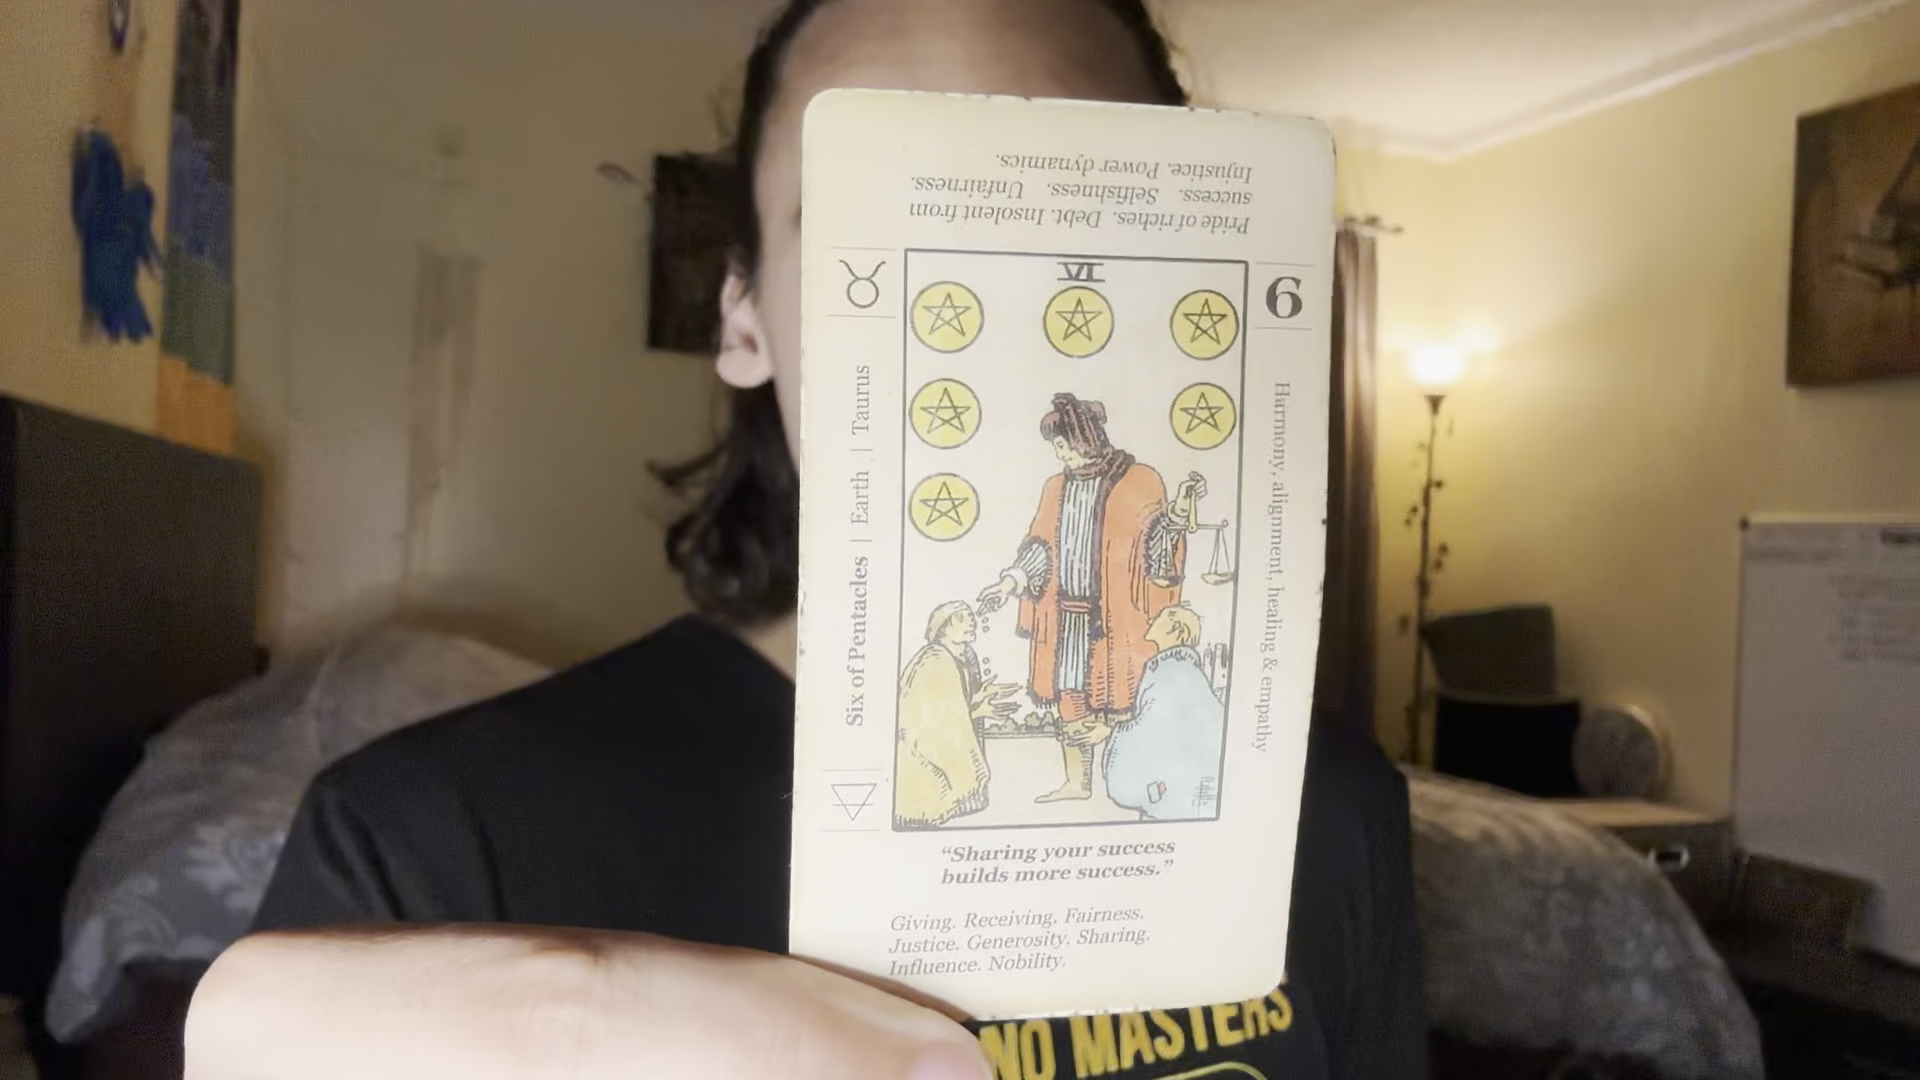 Injustice. Power dynamics.
success. Selfishness. Unfairness.
Pride of riches. Debt. Insolent from
VI
6
Six of Pentacles | Earth | Taurus
Harmony, alignment, healing & empathy
“Sharing your success
builds more success.”
Giving. Receiving. Fairness.
Justice. Generosity. Sharing.
Influence. Nobility.
NO MASTERS